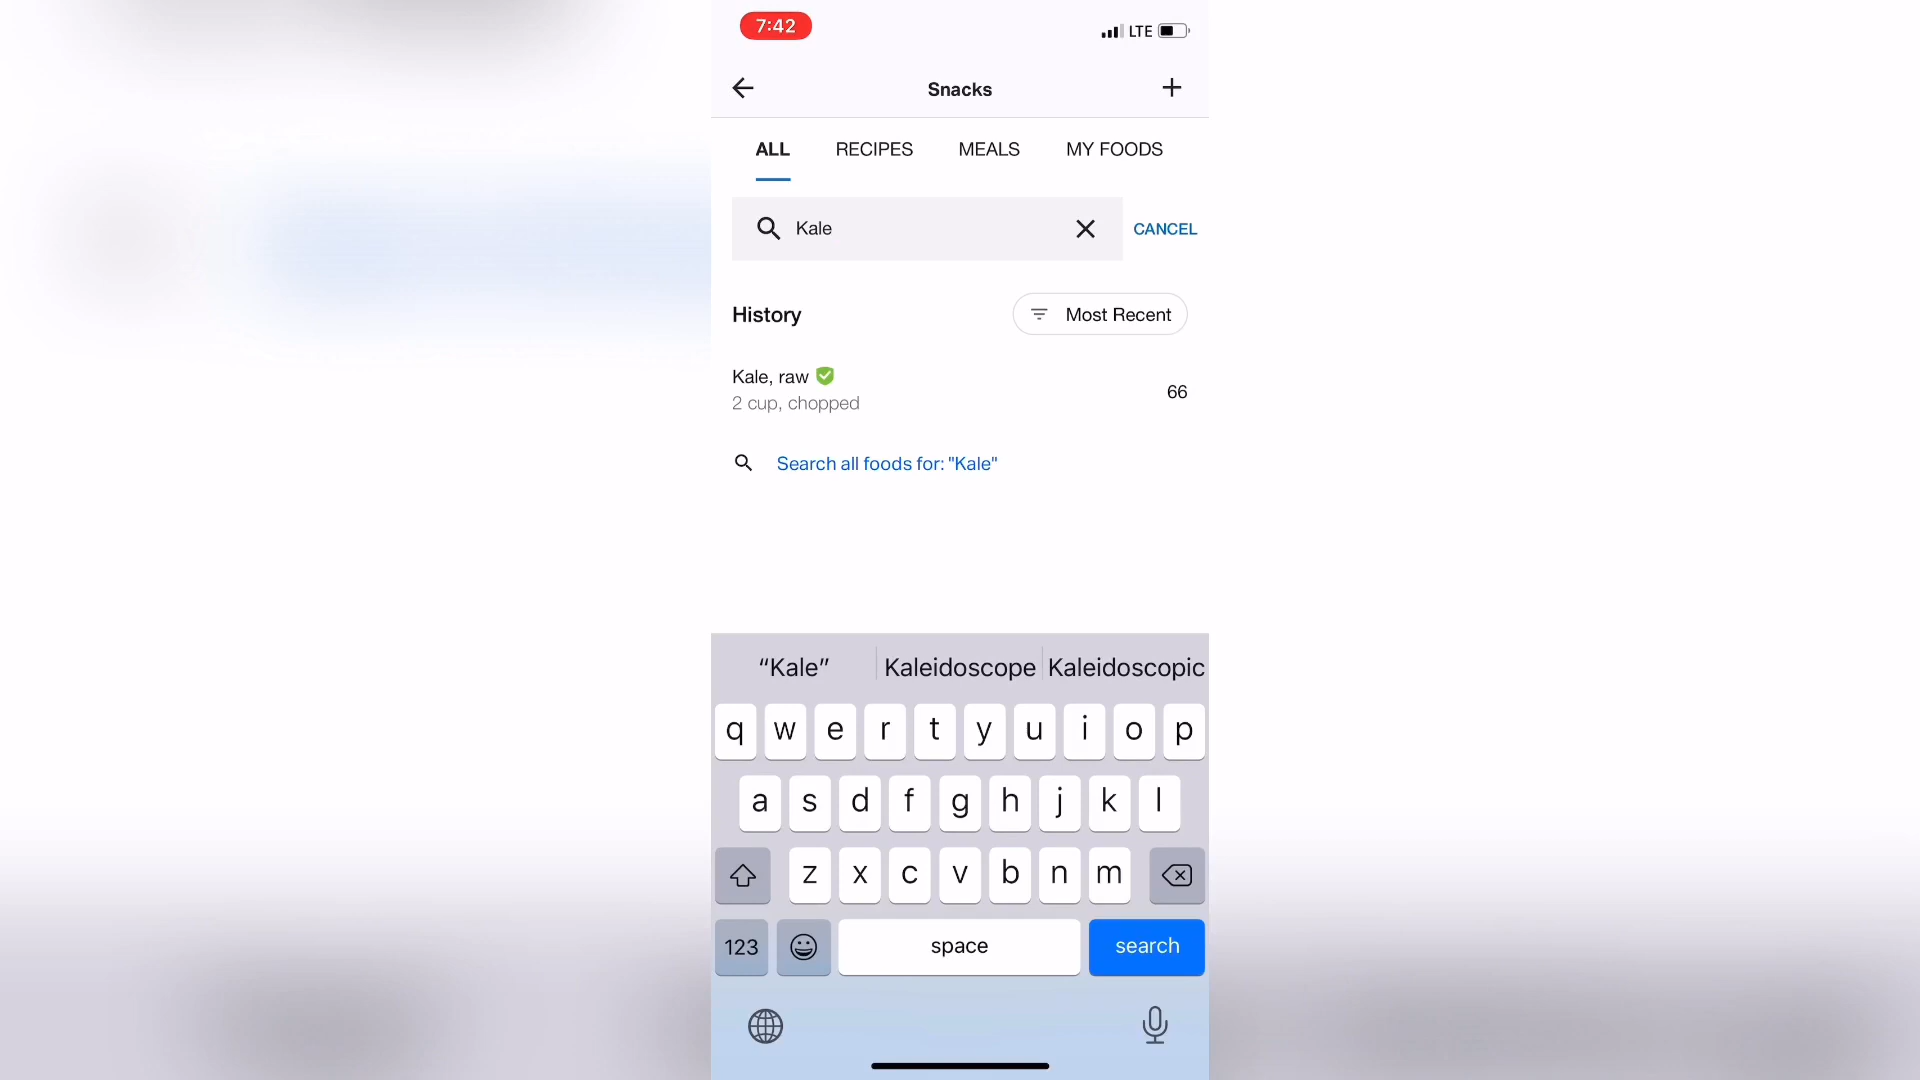 7:42
LTE
Snacks
ALL RECIPES MEALS MY FOODS
Kale
CANCEL
History
Most Recent
Kale, raw
2 cup, chopped
66
Search all foods for: "Kale"
“Kale” Kaleidoscope Kaleidoscopic
q w e r t y u i o p
a s d f g h j k l
z x c v b n m
123 space search